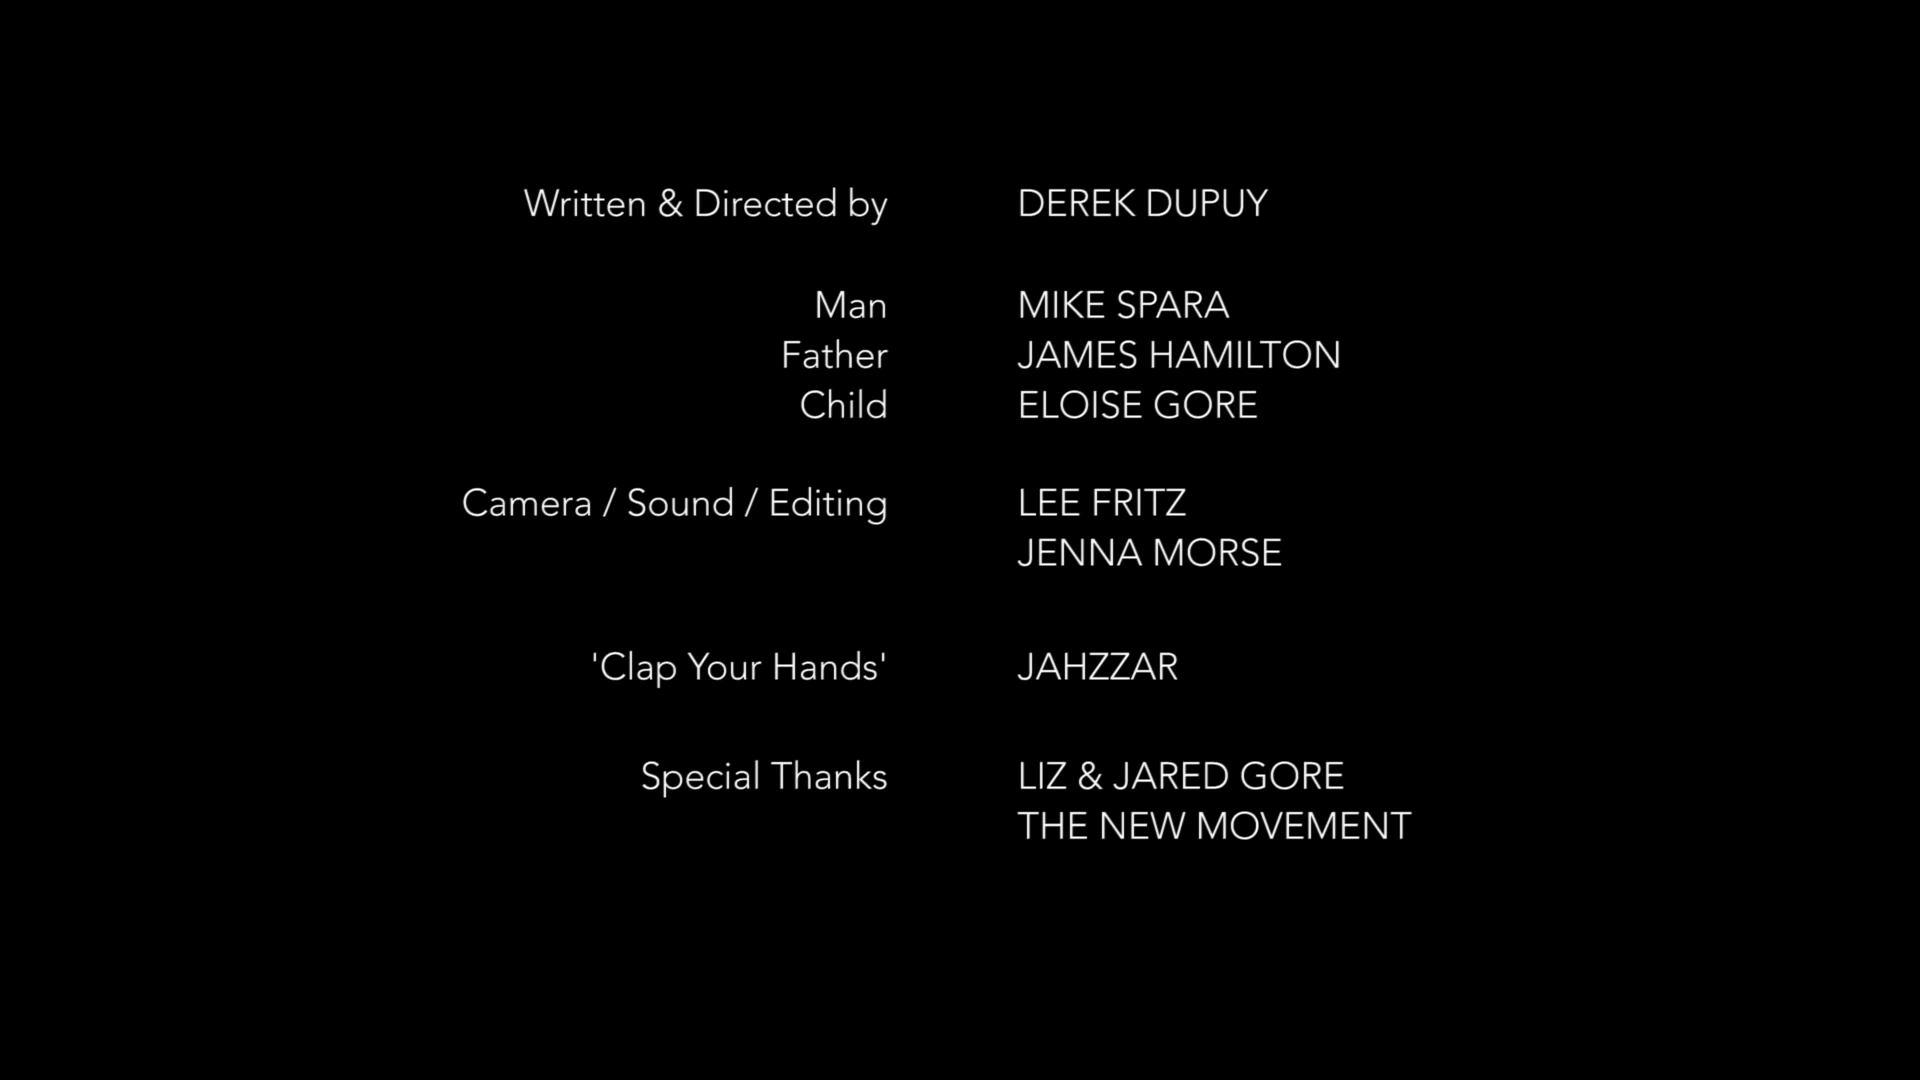 Written & Directed by DEREK DUPUY
Man MIKE SPARA
Father JAMES HAMILTON
Child ELOISE GORE
Camera / Sound / Editing LEE FRITZ
JENNA MORSE
'Clap Your Hands' JAHZZAR
Special Thanks LIZ & JARED GORE
THE NEW MOVEMENT